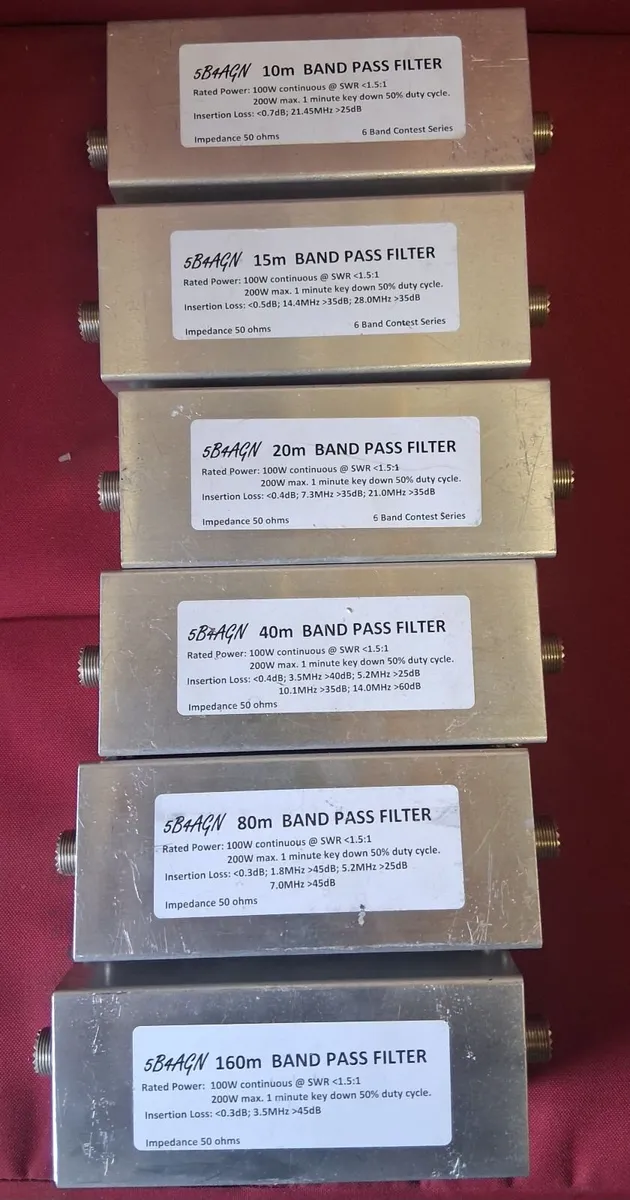 5B4AGN 10m BAND PASS FILTER
Rated Power: 100W continuous @ SWR <1.5:1
200W max. 1 minute key down 50% duty cycle.
Insertion Loss: <0.7dB; 21.45MHz >25dB
Impedance 50 ohms 6 Band Contest Series
5B4AGN 15m BAND PASS FILTER
Rated Power: 100W continuous @ SWR <1.5:1
200W max. 1 minute key down 50% duty cycle.
Insertion Loss: <0.5dB; 14.4MHz >35dB; 28.0MHz >35dB
Impedance 50 ohms 6 Band Contest Series
5B4AGN 20m BAND PASS FILTER
Rated Power: 100W continuous @ SWR <1.5:1
200W max. 1 minute key down 50% duty cycle.
Insertion Loss: <0.4dB; 7.3MHz >35dB; 21.0MHz >35dB
Impedance 50 ohms 6 Band Contest Series
5B4AGN 40m BAND PASS FILTER
Rated Power: 100W continuous @ SWR <1.5:1
200W max. 1 minute key down 50% duty cycle.
Insertion Loss: <0.4dB; 3.5MHz >40dB; 5.2MHz >25dB
10.1MHz >35dB; 14.0MHz >60dB
Impedance 50 ohms
5B4AGN 80m BAND PASS FILTER
Rated Power: 100W continuous @ SWR <1.5:1
200W max. 1 minute key down 50% duty cycle.
Insertion Loss: <0.3dB; 1.8MHz >45dB; 5.2MHz >25dB
7.0MHz >45dB
Impedance 50 ohms
5B4AGN 160m BAND PASS FILTER
Rated Power: 100W continuous @ SWR <1.5:1
200W max. 1 minute key down 50% duty cycle.
Insertion Loss: <0.3dB; 3.5MHz >45dB
Impedance 50 ohms